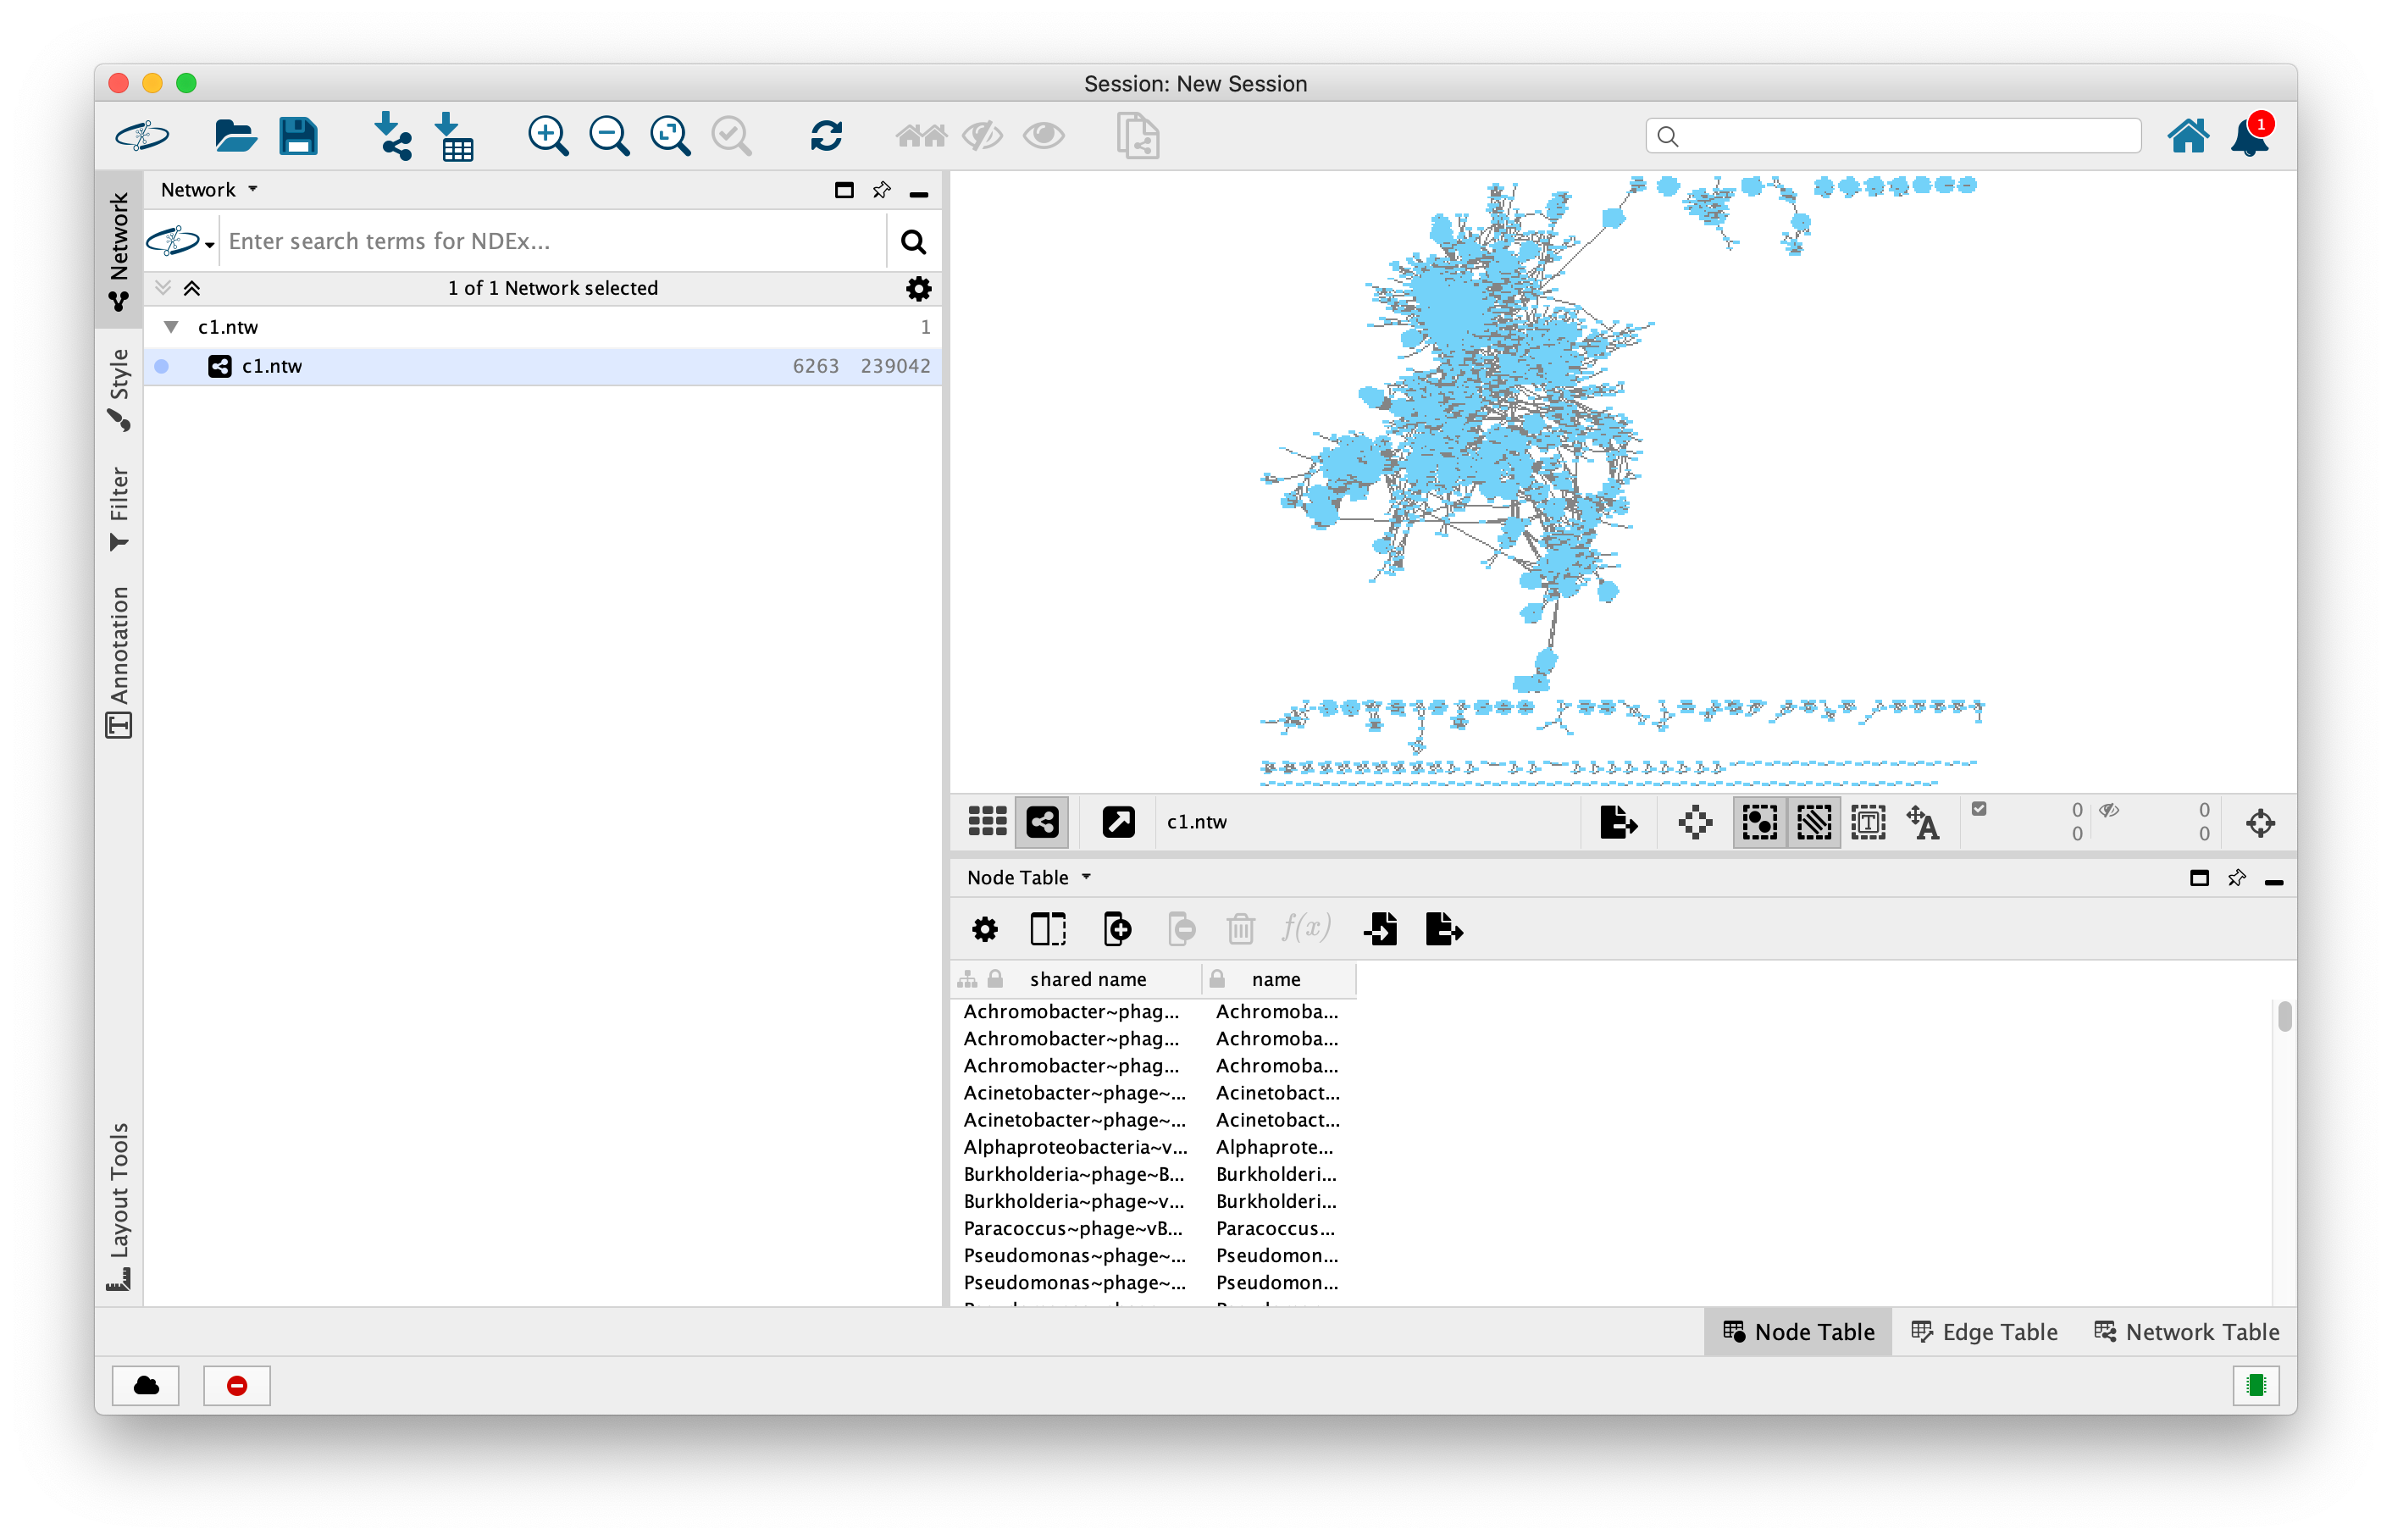 Session: New Session
1
Network
Enter search terms for NDEx...
1 of 1 Network selected
c1.ntw 1
c1.ntw 6263 239042
Network
Style
Filter
Annotation
Layout Tools
c1.ntw
0 0
0 0
Node Table
f(x)
shared name name
Achromobacter~phag... Achromoba...
Achromobacter~phag... Achromoba...
Achromobacter~phag... Achromoba...
Acinetobacter~phage~... Acinetobact...
Acinetobacter~phage~... Acinetobact...
Alphaproteobacteria~v... Alphaprote...
Burkholderia~phage~B... Burkholderi...
Burkholderia~phage~v... Burkholderi...
Paracoccus~phage~vB... Paracoccus...
Pseudomonas~phage~... Pseudomon...
Pseudomonas~phage~... Pseudomon...
Node Table Edge Table Network Table